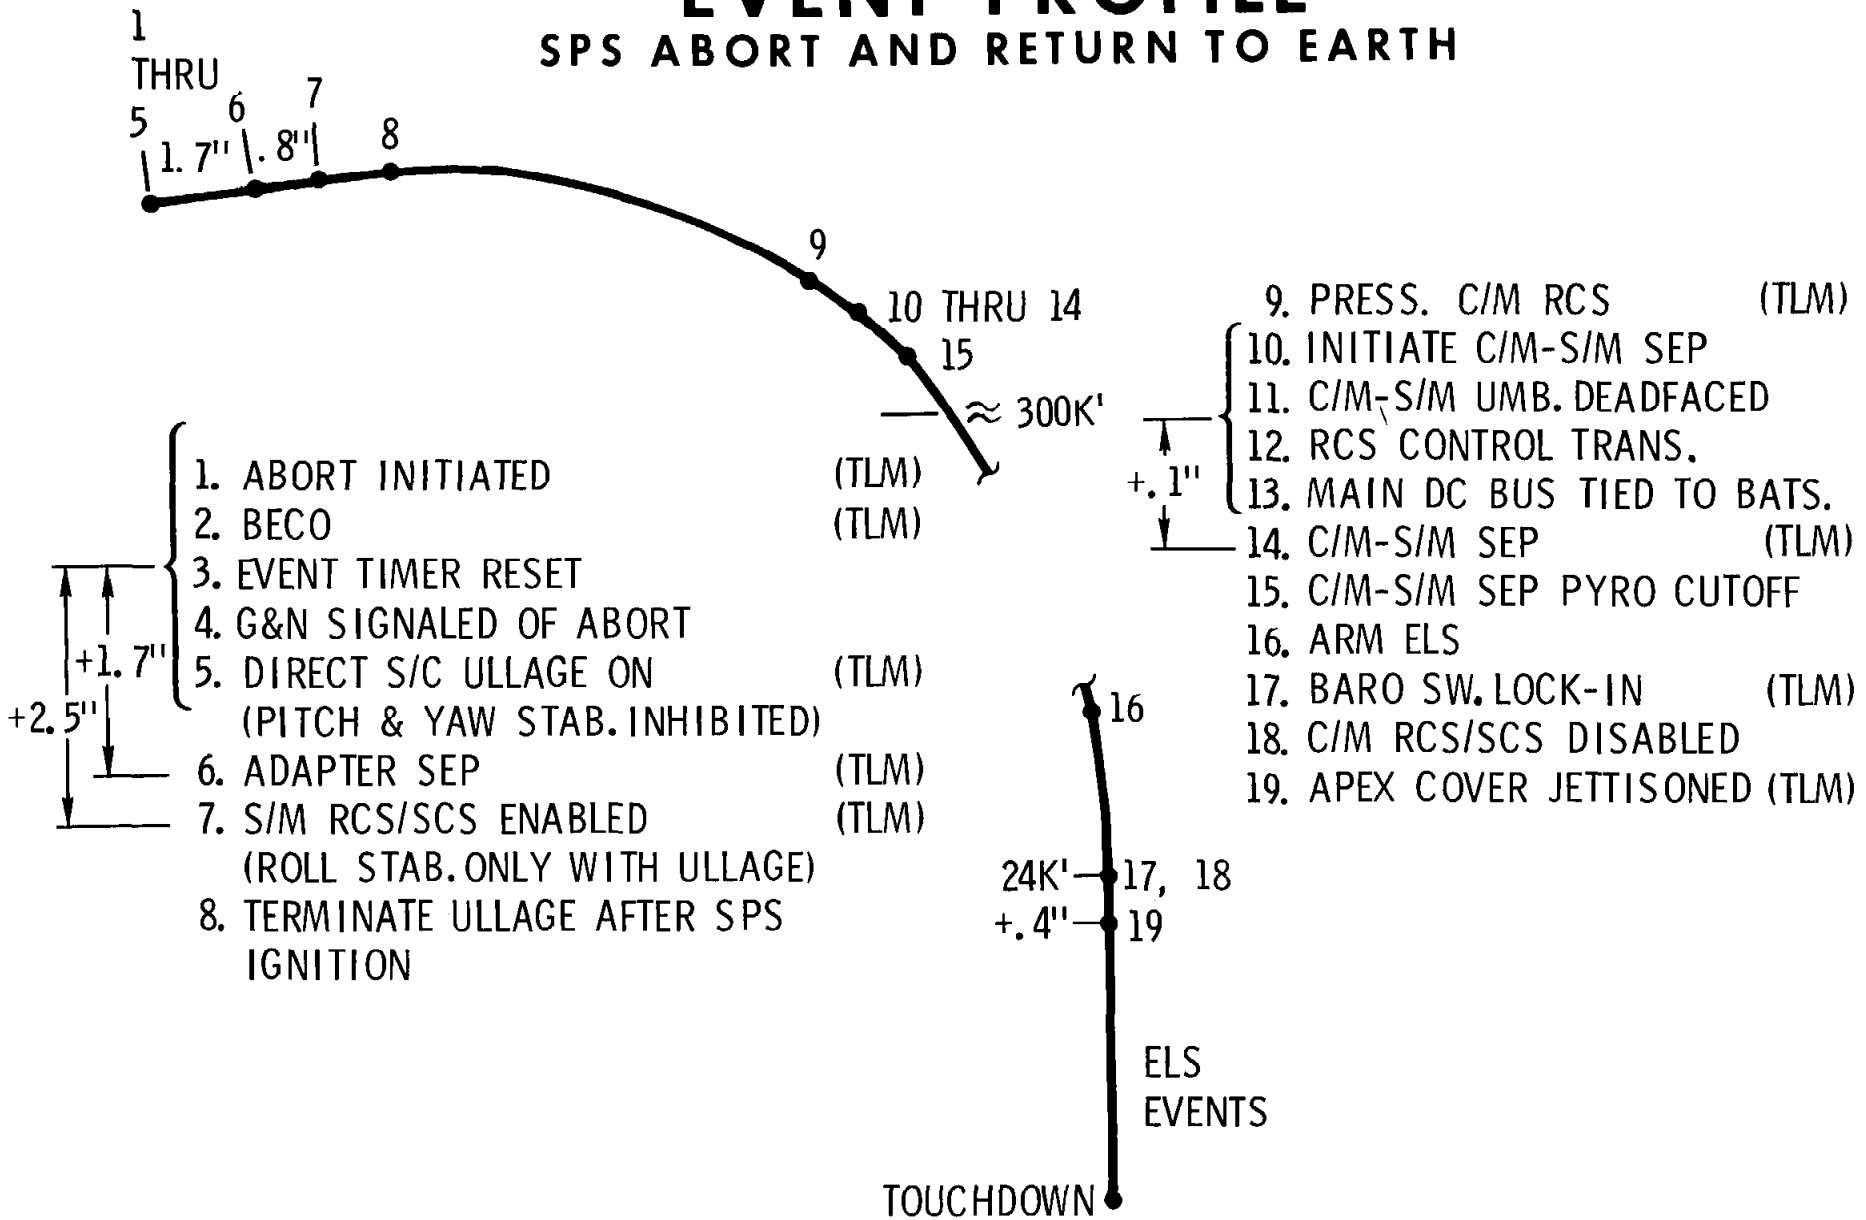 EVENT PROFILE
SPS ABORT AND RETURN TO EARTH
1
THRU
5
1.7"
6
.8"
7
8
9
10 THRU 14
15
≈ 300K'
1. ABORT INITIATED (TLM)
2. BECO (TLM)
3. EVENT TIMER RESET
4. G&N SIGNALED OF ABORT
5. DIRECT S/C ULLAGE ON (TLM)
(PITCH & YAW STAB. INHIBITED)
6. ADAPTER SEP (TLM)
7. S/M RCS/SCS ENABLED (TLM)
(ROLL STAB. ONLY WITH ULLAGE)
8. TERMINATE ULLAGE AFTER SPS
IGNITION
+1.7"
+2.5"
9. PRESS. C/M RCS (TLM)
10. INITIATE C/M-S/M SEP
11. C/M-S/M UMB. DEADFACED
12. RCS CONTROL TRANS.
13. MAIN DC BUS TIED TO BATS.
14. C/M-S/M SEP (TLM)
15. C/M-S/M SEP PYRO CUTOFF
16. ARM ELS
17. BARO SW. LOCK-IN (TLM)
18. C/M RCS/SCS DISABLED
19. APEX COVER JETTISONED (TLM)
+.1"
16
24K' 17, 18
+.4" 19
ELS
EVENTS
TOUCHDOWN